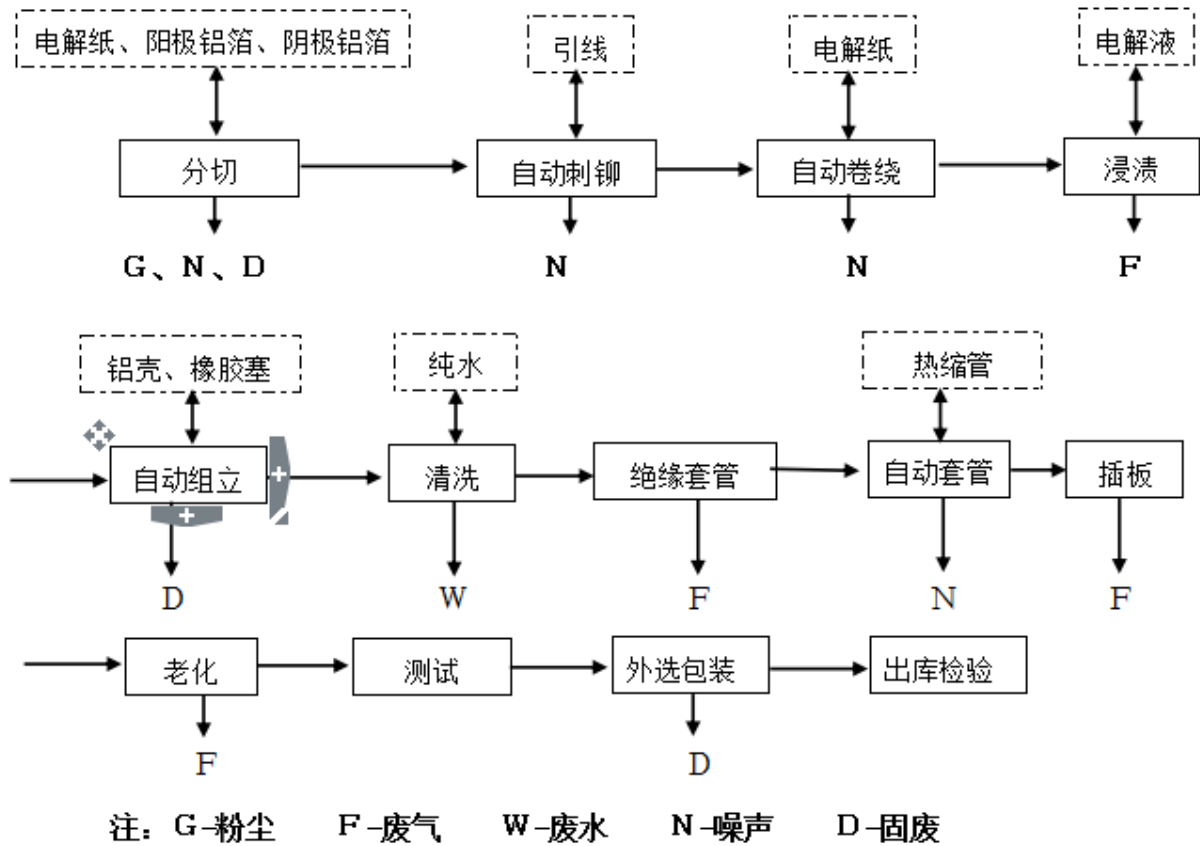 电解纸、阳极铝箔、阴极铝箔
引线
电解纸
电解液
分切
自动刺铆
自动卷绕
浸渍
G、N、D
N
N
F
铝壳、橡胶塞
纯水
热缩管
自动组立
清洗
绝缘套管
自动套管
插板
D
W
F
N
F
老化
测试
外选包装
出库检验
F
D
注：G-粉尘 F-废气 W-废水 N-噪声 D-固废